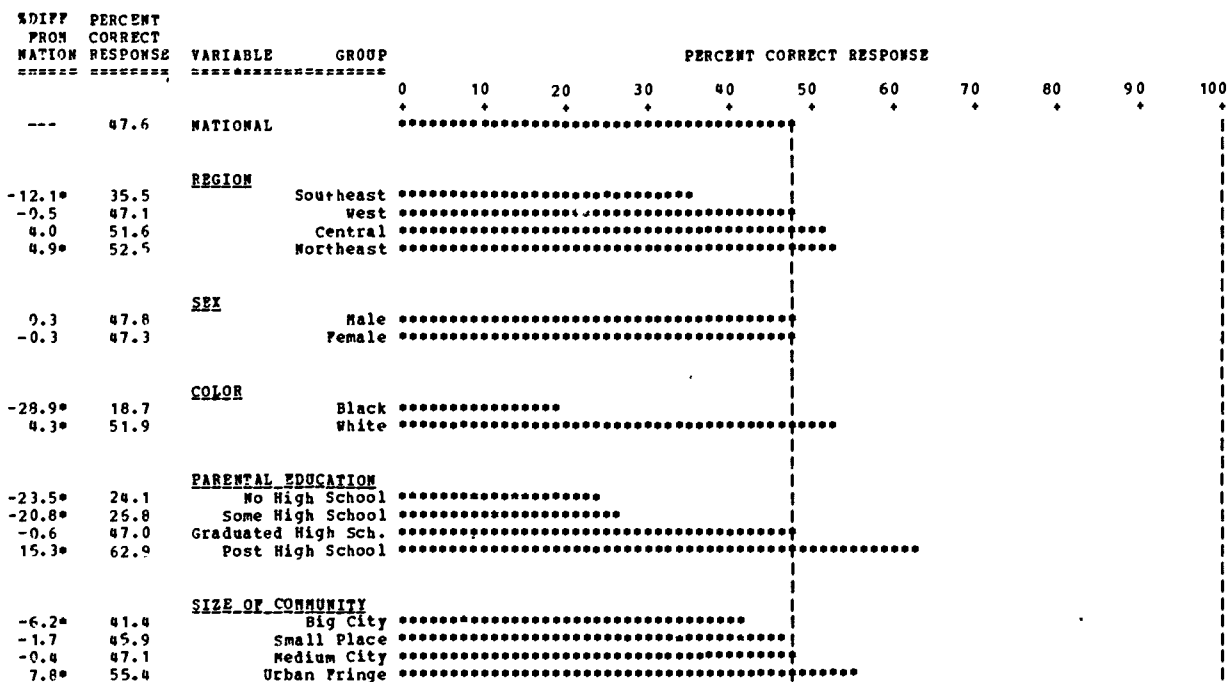 %DIFF PERCENT
FROM CORRECT
NATION RESPONSE VARIABLE GROUP PERCENT CORRECT RESPONSE
====== ======== ===================
0 10 20 30 40 50 60 70 80 90 100
+ + + + + + + + + + +
--- 47.6 NATIONAL
REGION
-12.1* 35.5 Southeast
-0.5 47.1 West
4.0 51.6 Central
4.9* 52.5 Northeast
SEX
0.3 47.8 Male
-0.3 47.3 Female
COLOR
-28.9* 18.7 Black
4.3* 51.9 White
PARENTAL EDUCATION
-23.5* 24.1 No High School
-20.8* 26.8 Some High School
-0.6 47.0 Graduated High Sch.
15.3* 62.9 Post High School
SIZE OF COMMUNITY
-6.2* 41.4 Big City
-1.7 45.9 Small Place
-0.4 47.1 Medium City
7.8* 55.4 Urban Fringe